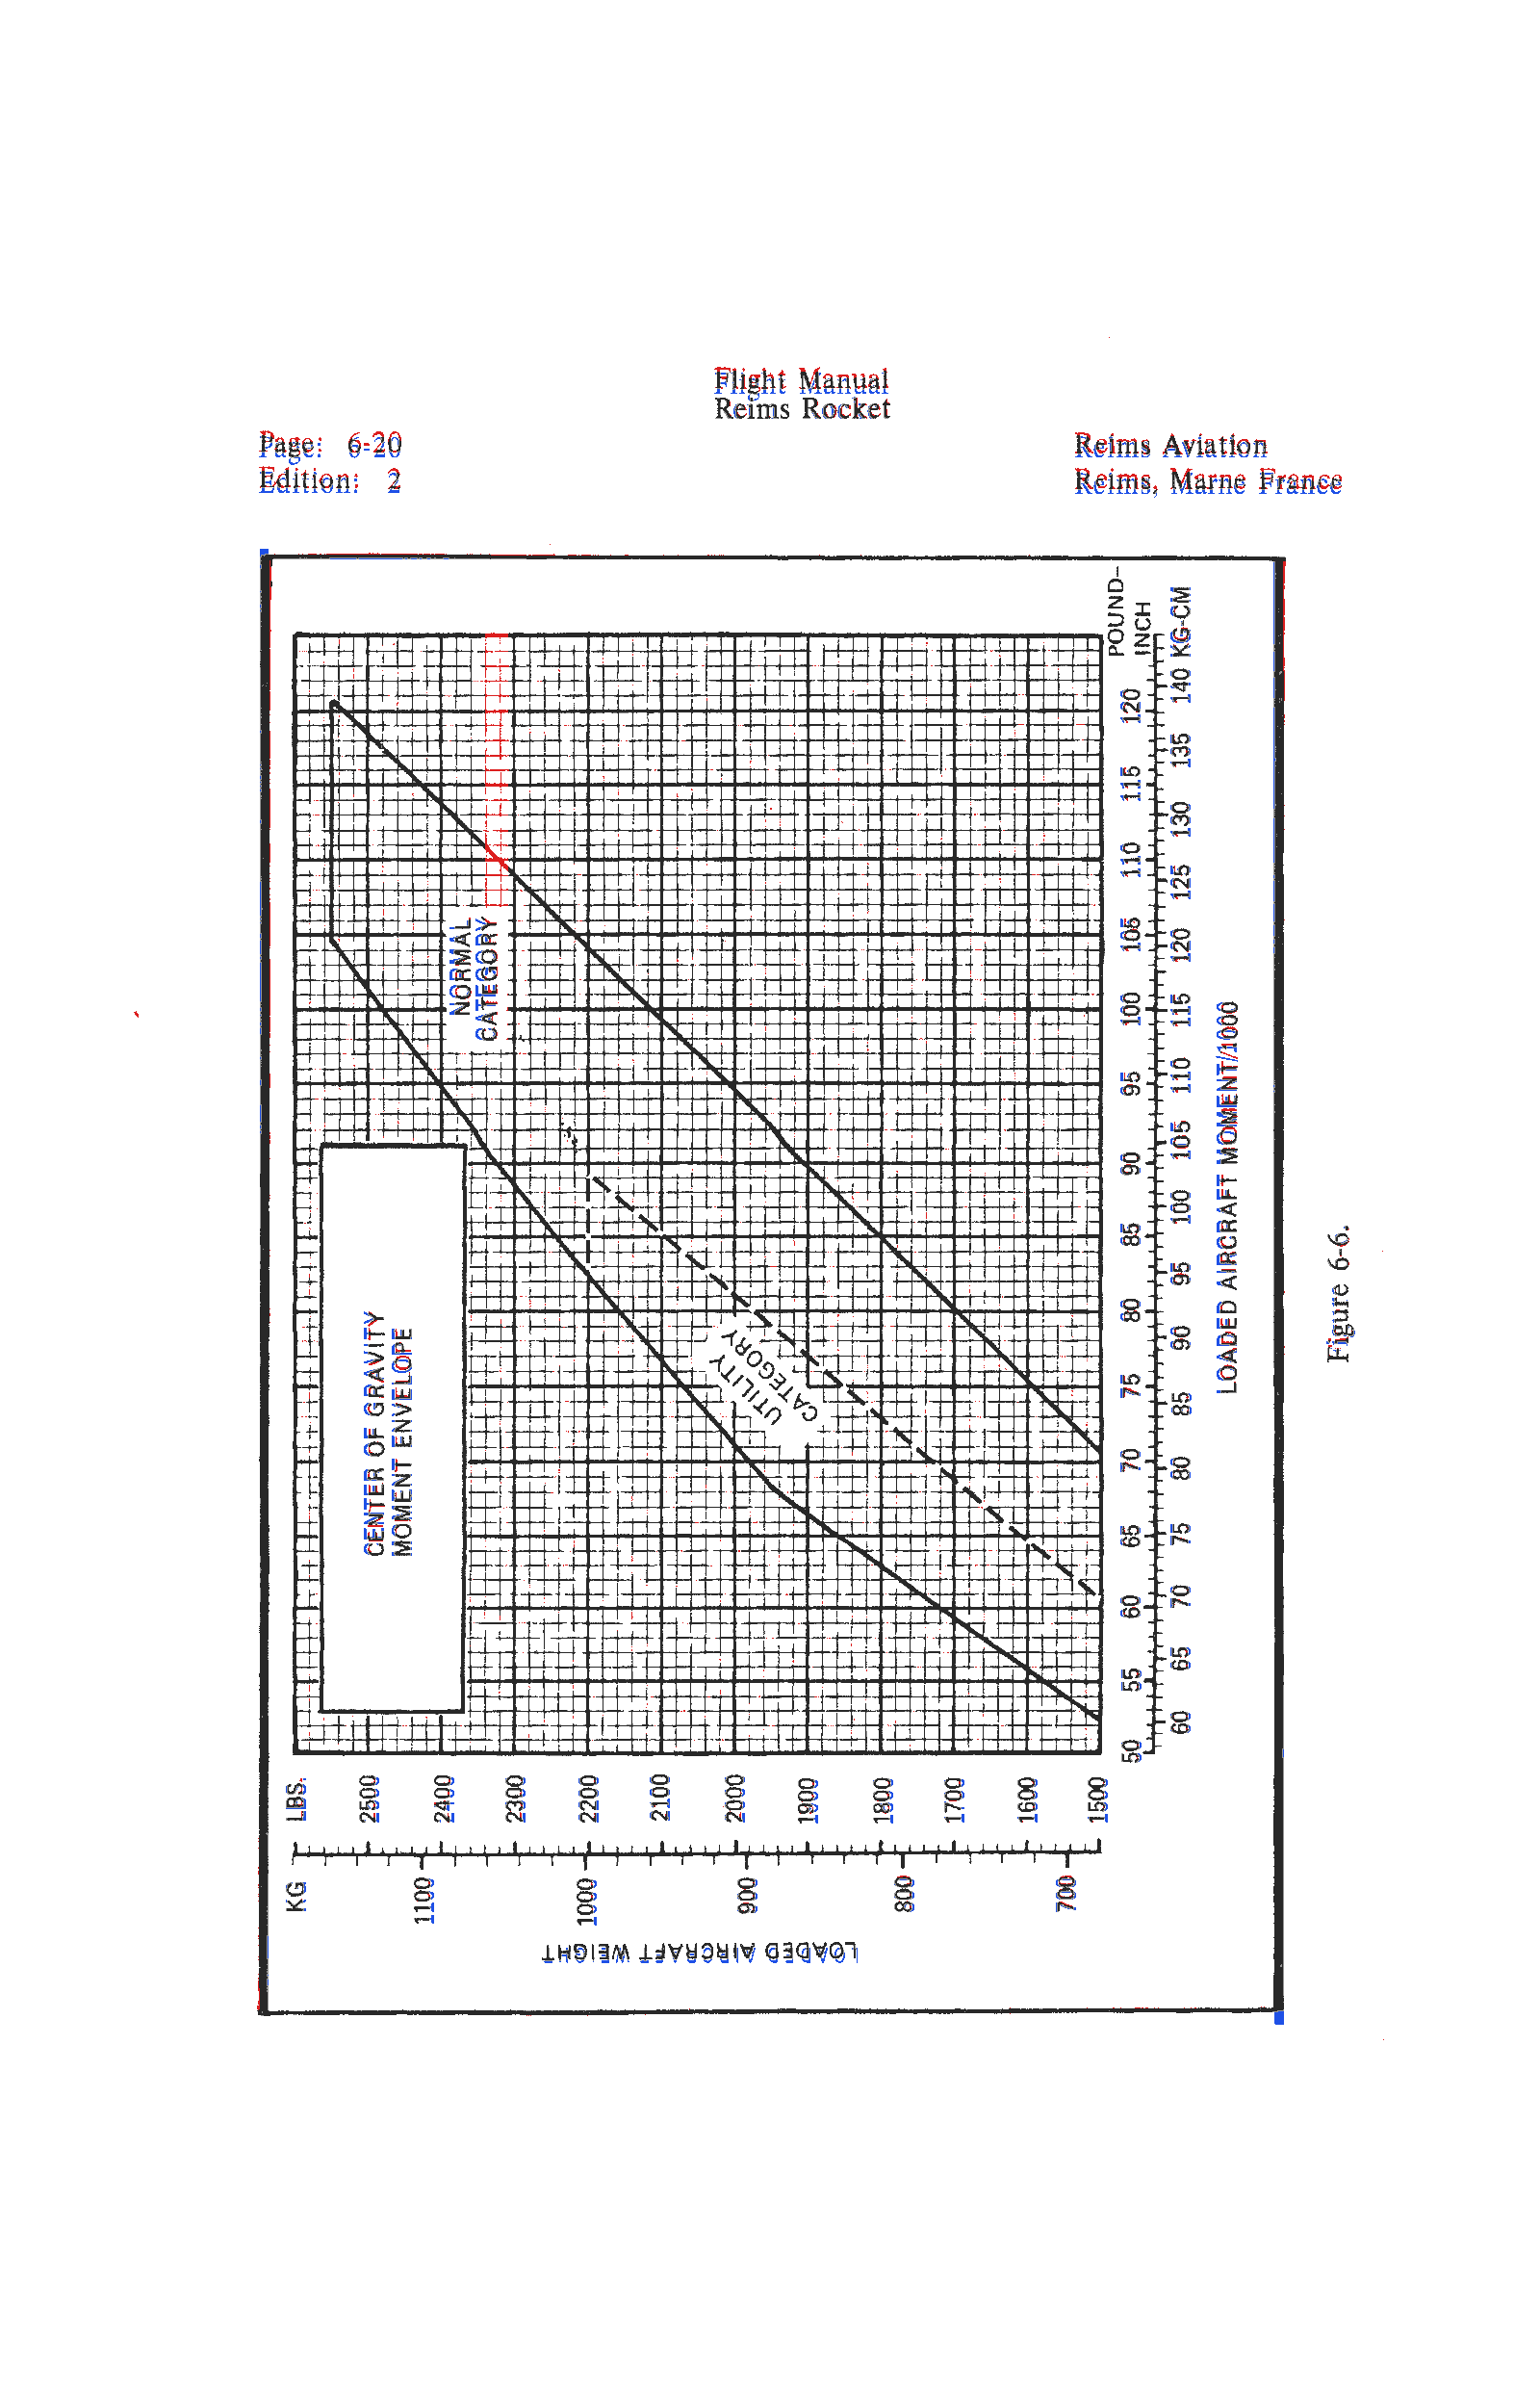 Flight Manual
Reims Rocket
Page: 6-20
Edition: 2
Reims Aviation
Reims, Marne France
CENTER OF GRAVITY
MOMENT ENVELOPE
NORMAL
CATEGORY
UTILITY
CATEGORY
LOADED AIRCRAFT WEIGHT
KG
1100
1000
900
800
700
LBS.
2500
2400
2300
2200
2100
2000
1900
1800
1700
1600
1500
50 55 60 65 70 75 80 85 90 95 100 105 110 115 120 POUND-
INCH
60 65 70 75 80 85 90 95 100 105 110 115 120 125 130 135 140 KG-CM
LOADED AIRCRAFT MOMENT/1000
Figure 6-6.